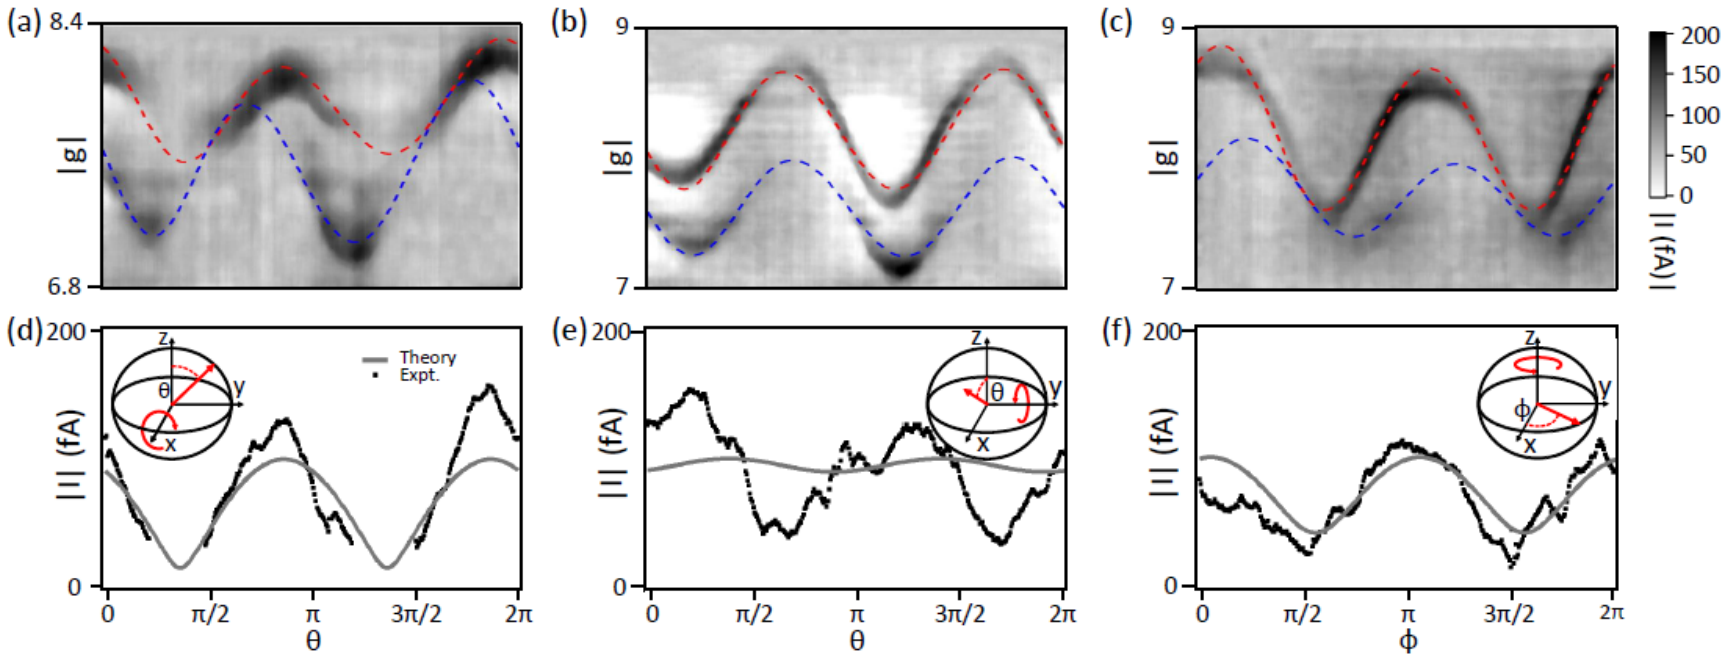 (a) 8.4
|g|
6.8
(b) 9
|g|
7
(c) 9
|g|
7
200
150
100
50
0
|I (fA)|
(d) 200
|I| (fA)
0
z
θ
y
x
Theory
Expt.
0 π/2 π 3π/2 2π
θ
(e) 200
|I| (fA)
0
z
θ
y
x
0 π/2 π 3π/2 2π
θ
(f) 200
|I| (fA)
0
z
y
ϕ
x
0 π/2 π 3π/2 2π
ϕ